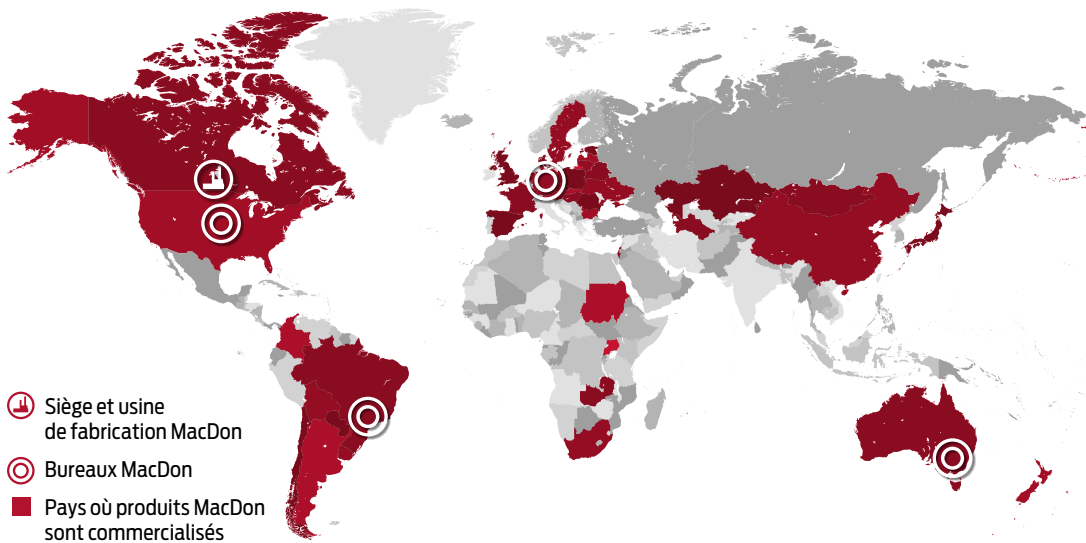 Siège et usine
de fabrication MacDon
Bureaux MacDon
Pays où produits MacDon
sont commercialisés